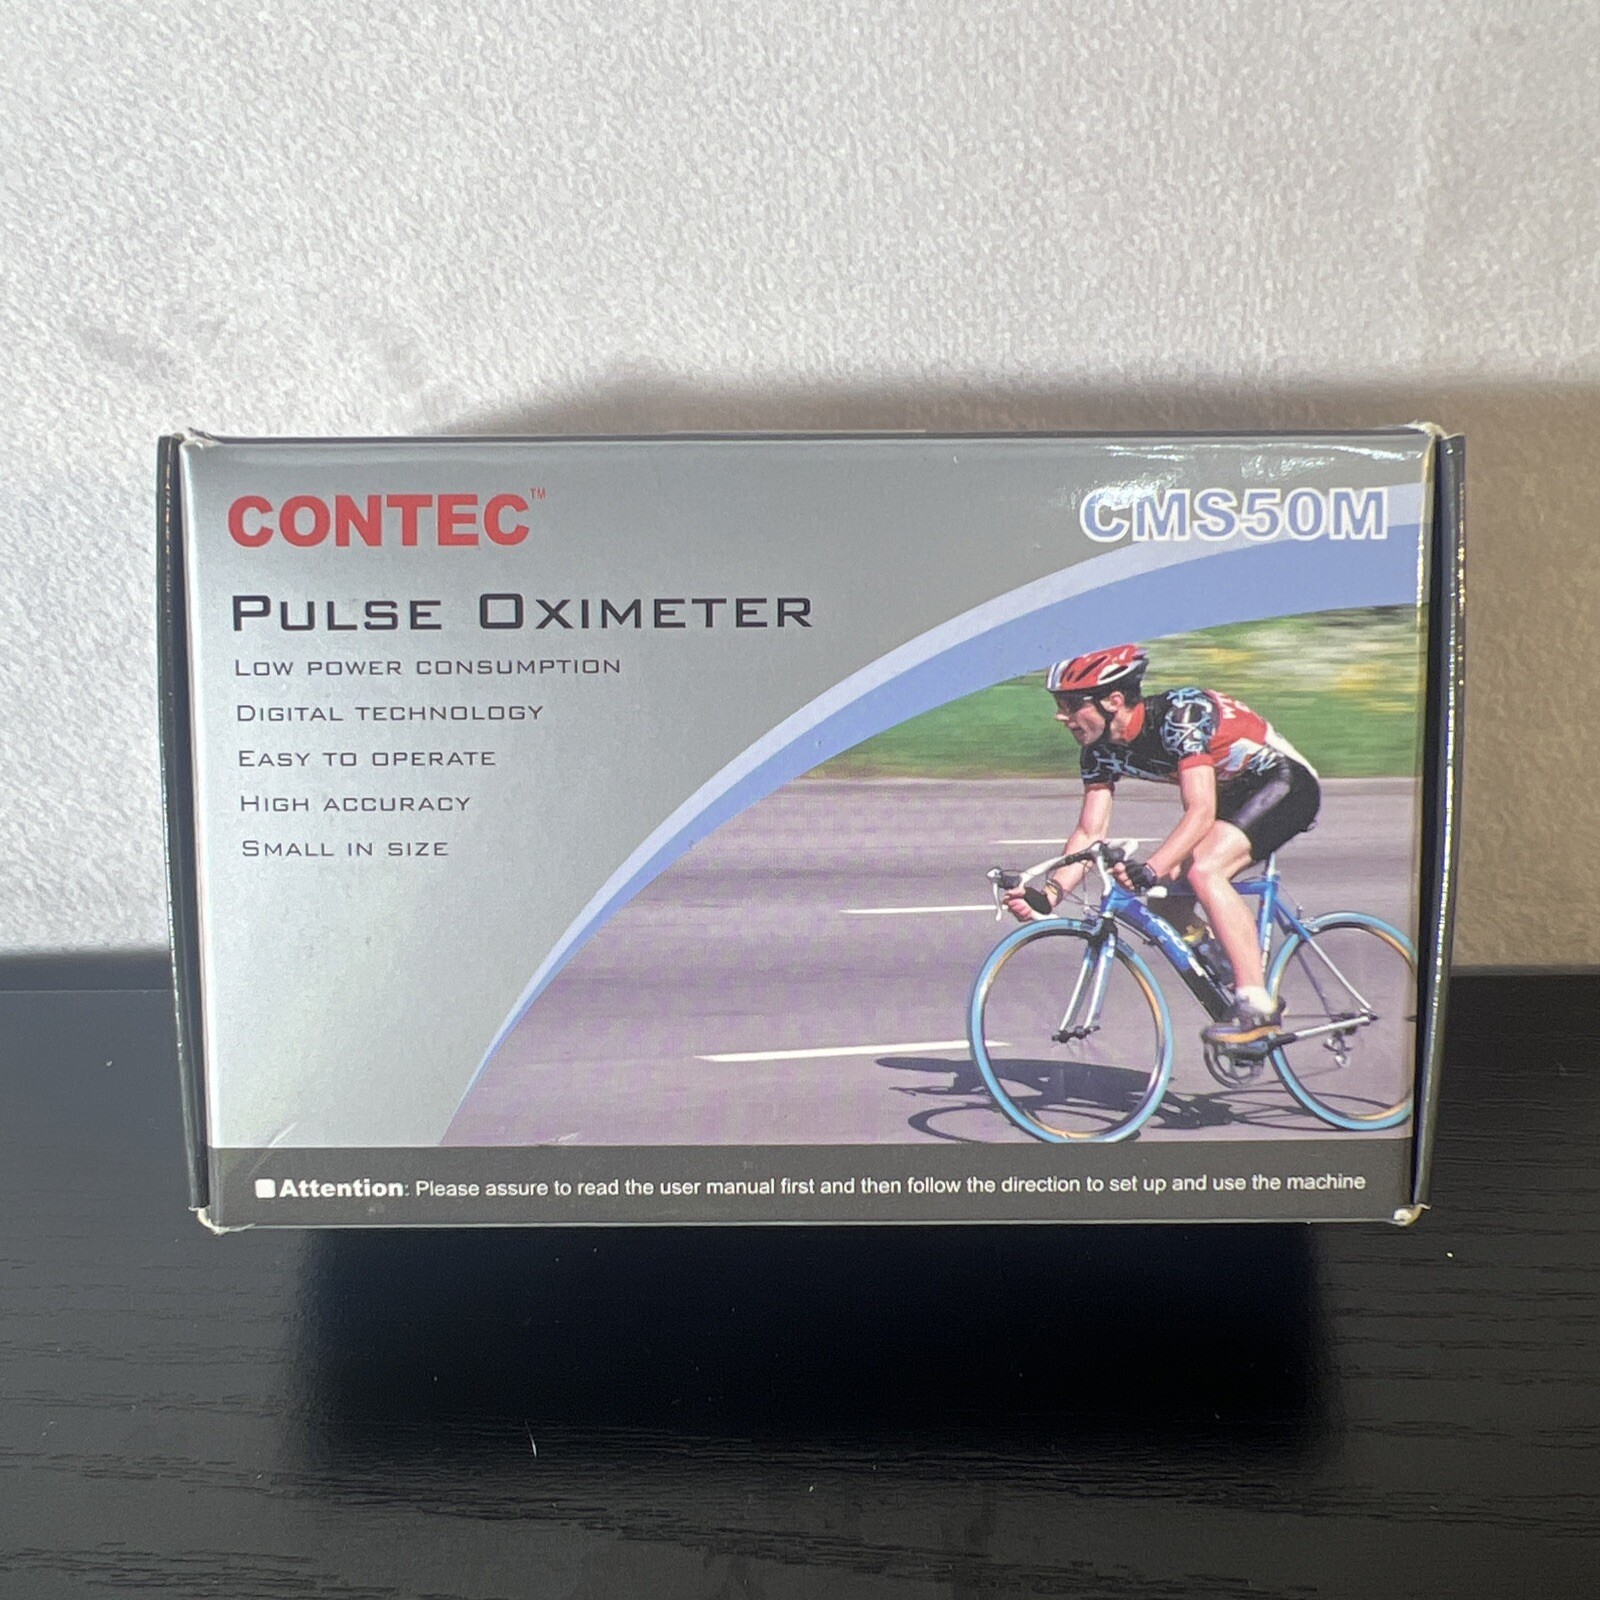 CONTEC™
CMS50M
PULSE OXIMETER
LOW POWER CONSUMPTION
DIGITAL TECHNOLOGY
EASY TO OPERATE
HIGH ACCURACY
SMALL IN SIZE
Attention: Please assure to read the user manual first and then follow the direction to set up and use the machine